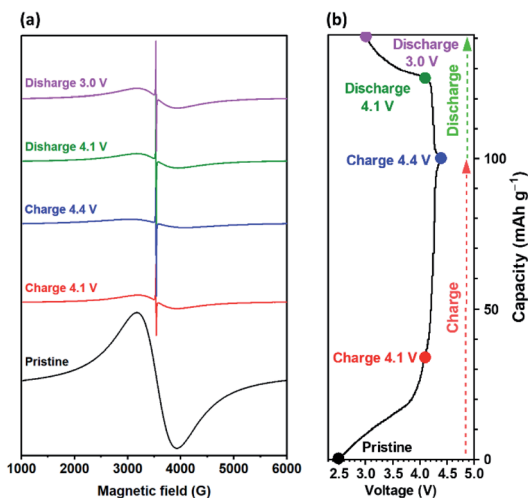 (a)
Disharge 3.0 V
Disharge 4.1 V
Charge 4.4 V
Charge 4.1 V
Pristine
1000 2000 3000 4000 5000 6000
Magnetic field (G)
(b)
Discharge
3.0 V
Discharge
4.1 V
Charge 4.4 V
Charge 4.1 V
Pristine
Discharge
Charge
100
50
0
Capacity (mAh g⁻¹)
2.5 3.0 3.5 4.0 4.5 5.0
Voltage (V)